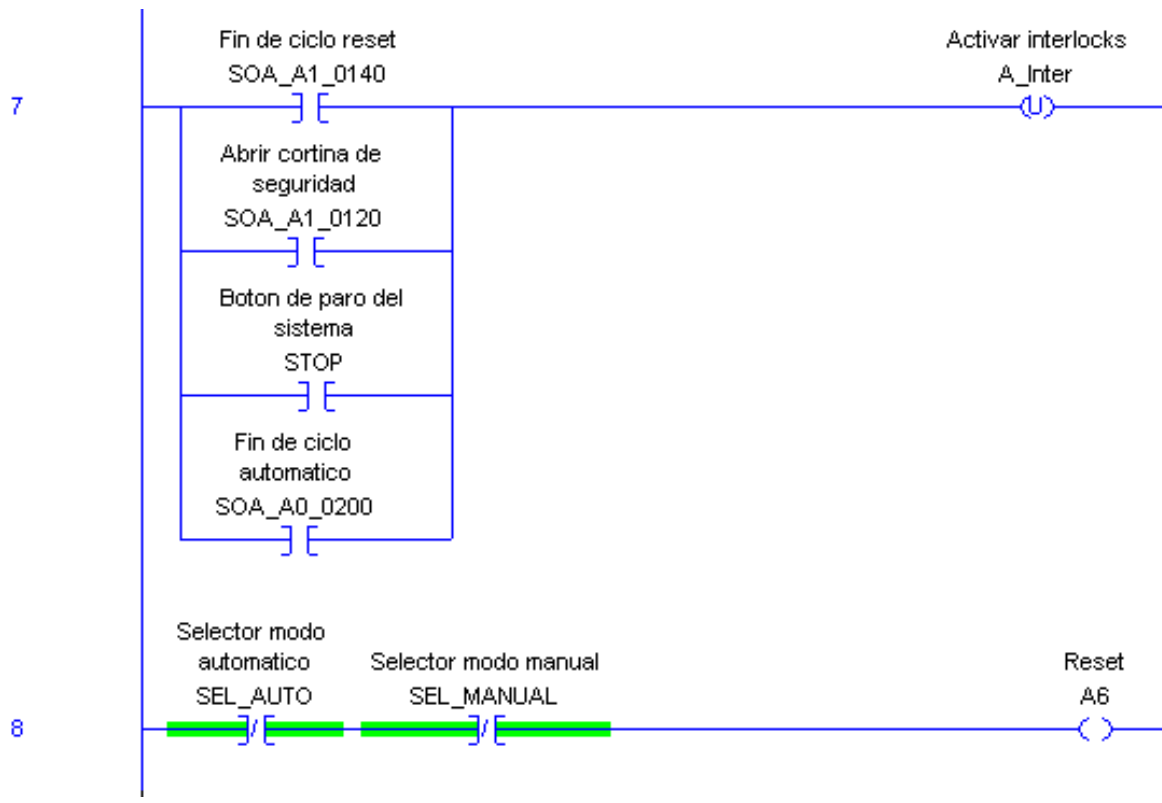 Fin de ciclo reset
SOA_A1_0140
Activar interlocks
A_Inter
7
U
Abrir cortina de
seguridad
SOA_A1_0120
Boton de paro del
sistema
STOP
Fin de ciclo
automatico
SOA_A0_0200
Selector modo
automatico
SEL_AUTO
Selector modo manual
SEL_MANUAL
Reset
A6
8